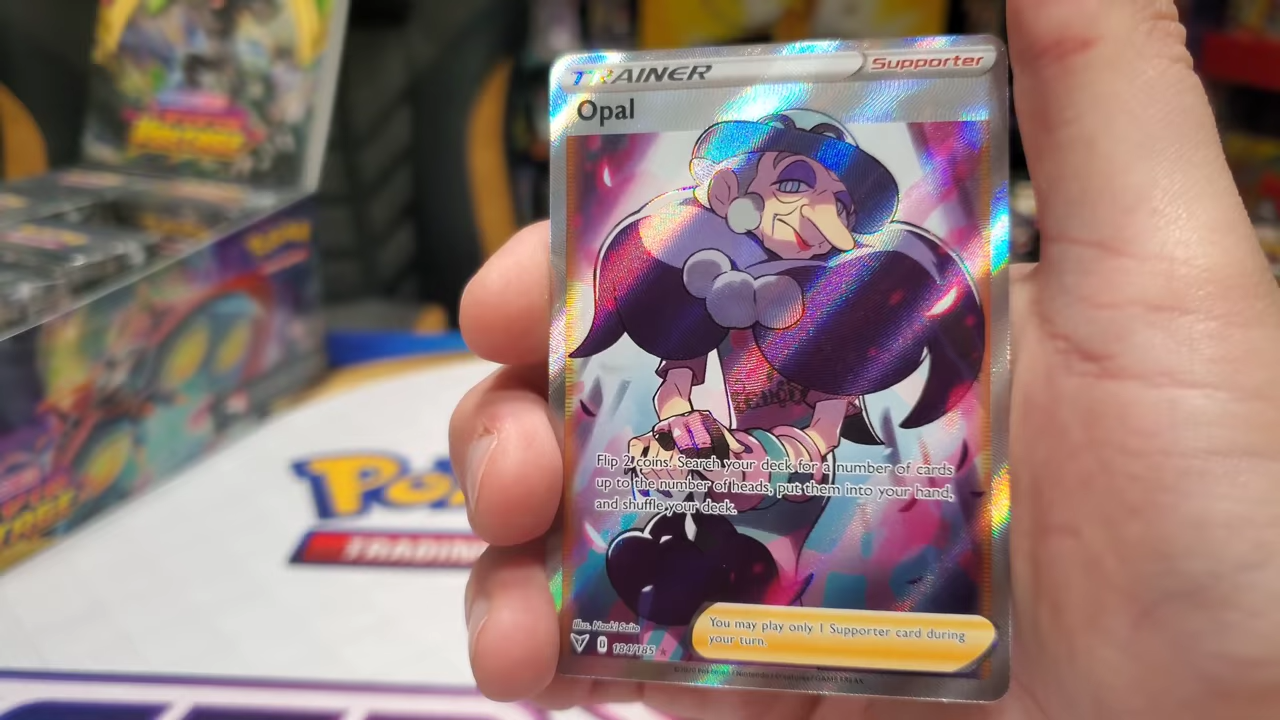 TRAINER
Supporter
Opal
Flip 2 coins. Search your deck for a number of cards
up to the number of heads, put them into your hand,
and shuffle your deck.
You may play only 1 Supporter card during
your turn.
Illus. Naoki Saito
D 184/185